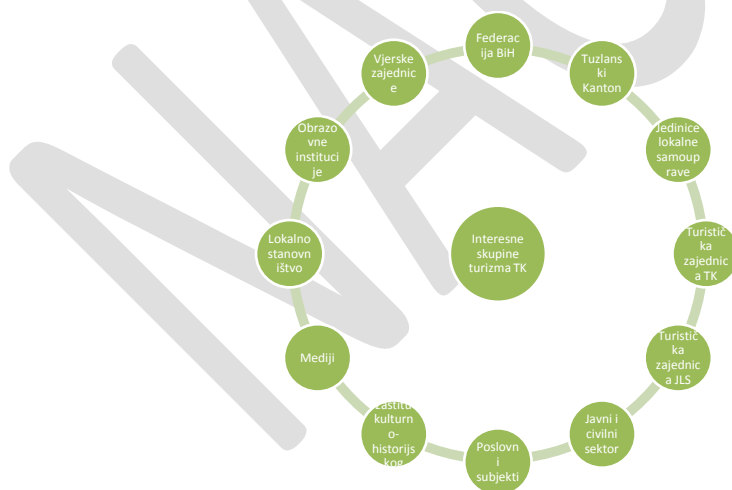 Federac
ija BiH
Tuzlans
ki
Kanton
Jedinice
lokalne
samoup
rave
Turistič
ka
zajednic
a TK
Turistič
ka
zajednic
a JLS
Javni i
civilni
sektor
Poslovn
i
subjekti
zaštitu
kulturn
o-
historijs
kog
Mediji
Lokalno
stanovn
ištvo
Obrazo
vne
instituci
je
Vjerske
zajednic
e
Interesne
skupine
turizma TK